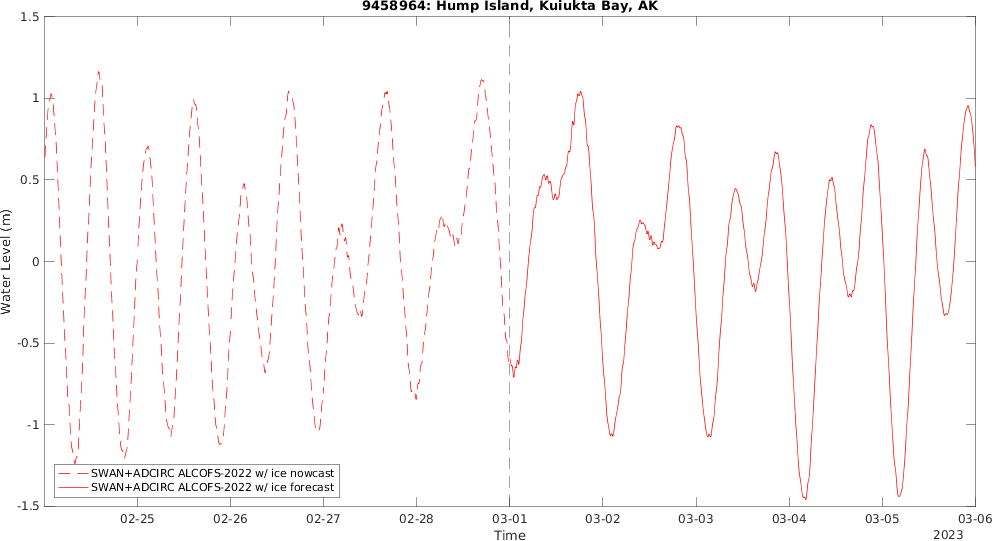 9458964: Hump Island, Kuiukta Bay, AK
1.5
1
0.5
0
-0.5
-1
-1.5
Water Level (m)
SWAN+ADCIRC ALCOFS-2022 w/ ice nowcast
SWAN+ADCIRC ALCOFS-2022 w/ ice forecast
02-25 02-26 02-27 02-28 03-01 03-02 03-03 03-04 03-05 03-06
Time
2023